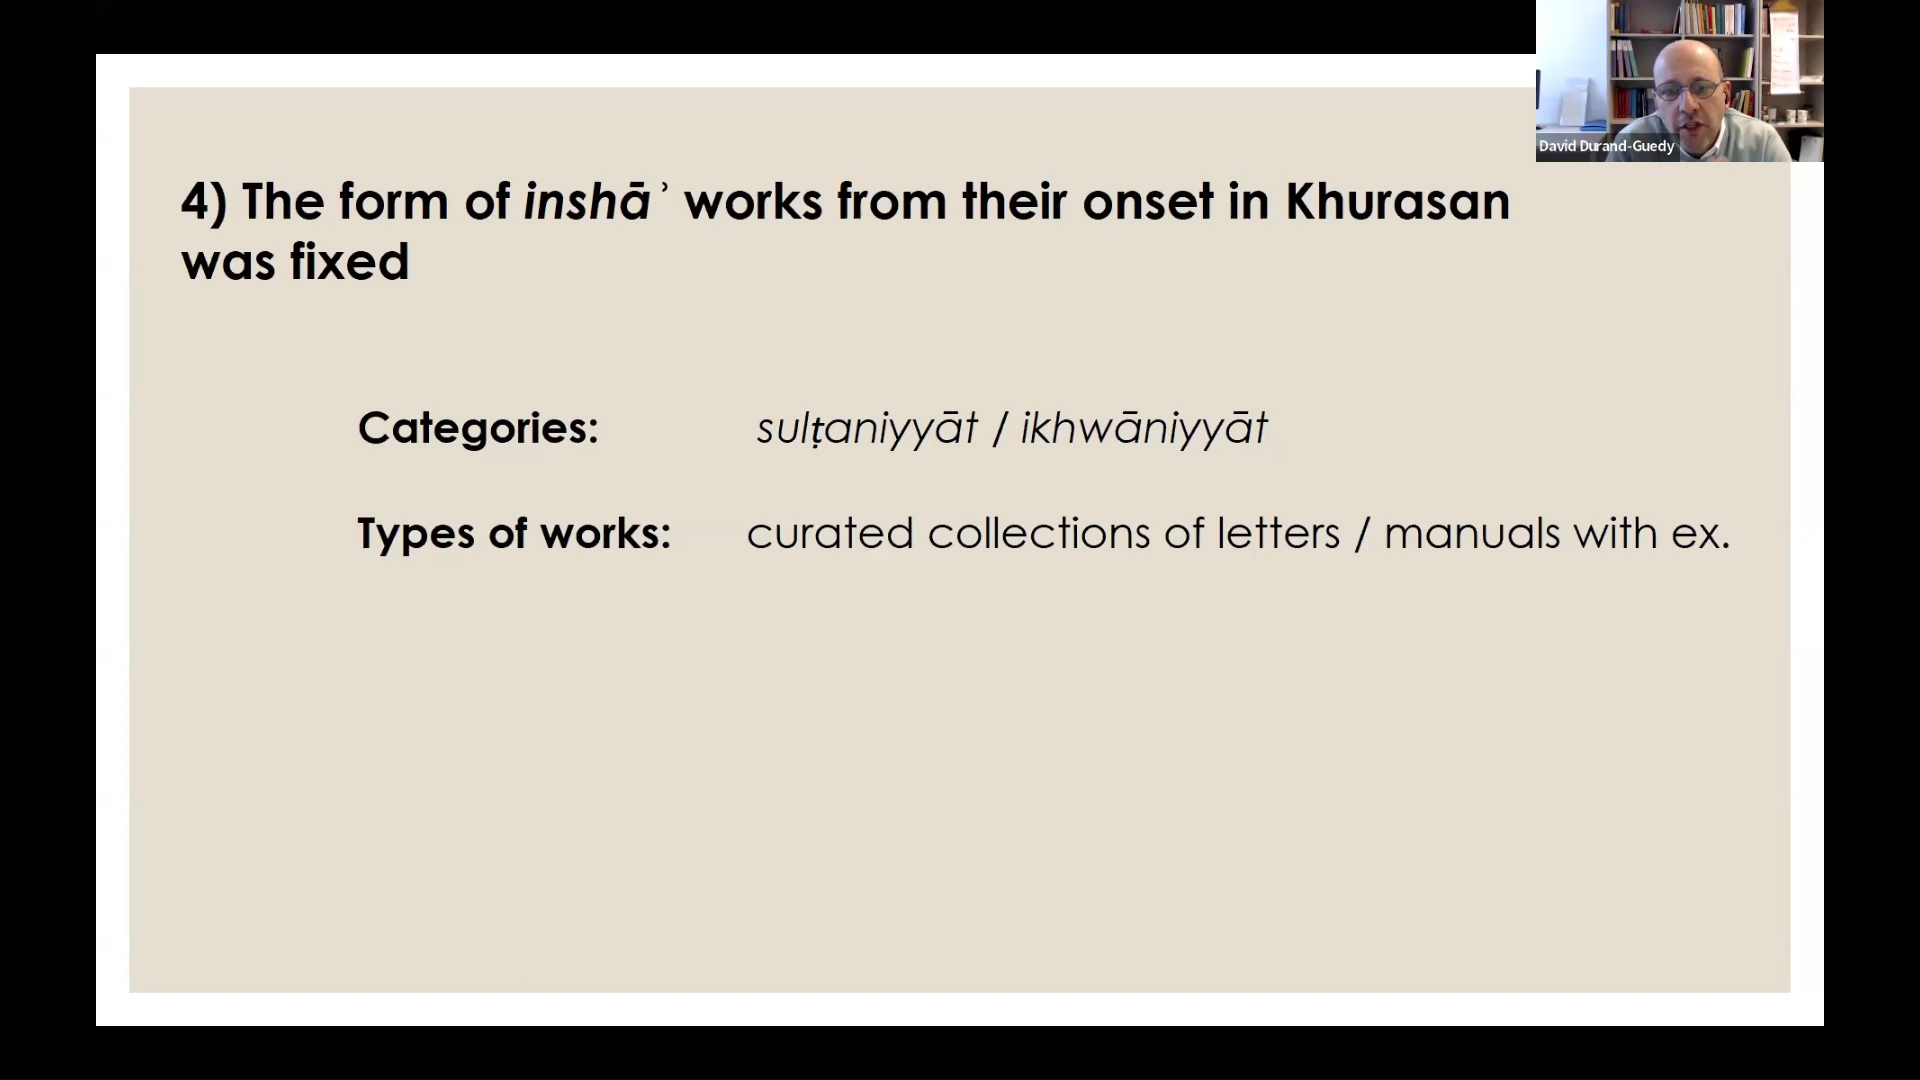 David Durand-Guedy
4) The form of inshāʾ works from their onset in Khurasan
was fixed
Categories: sulṭaniyyāt / ikhwāniyyāt
Types of works: curated collections of letters / manuals with ex.